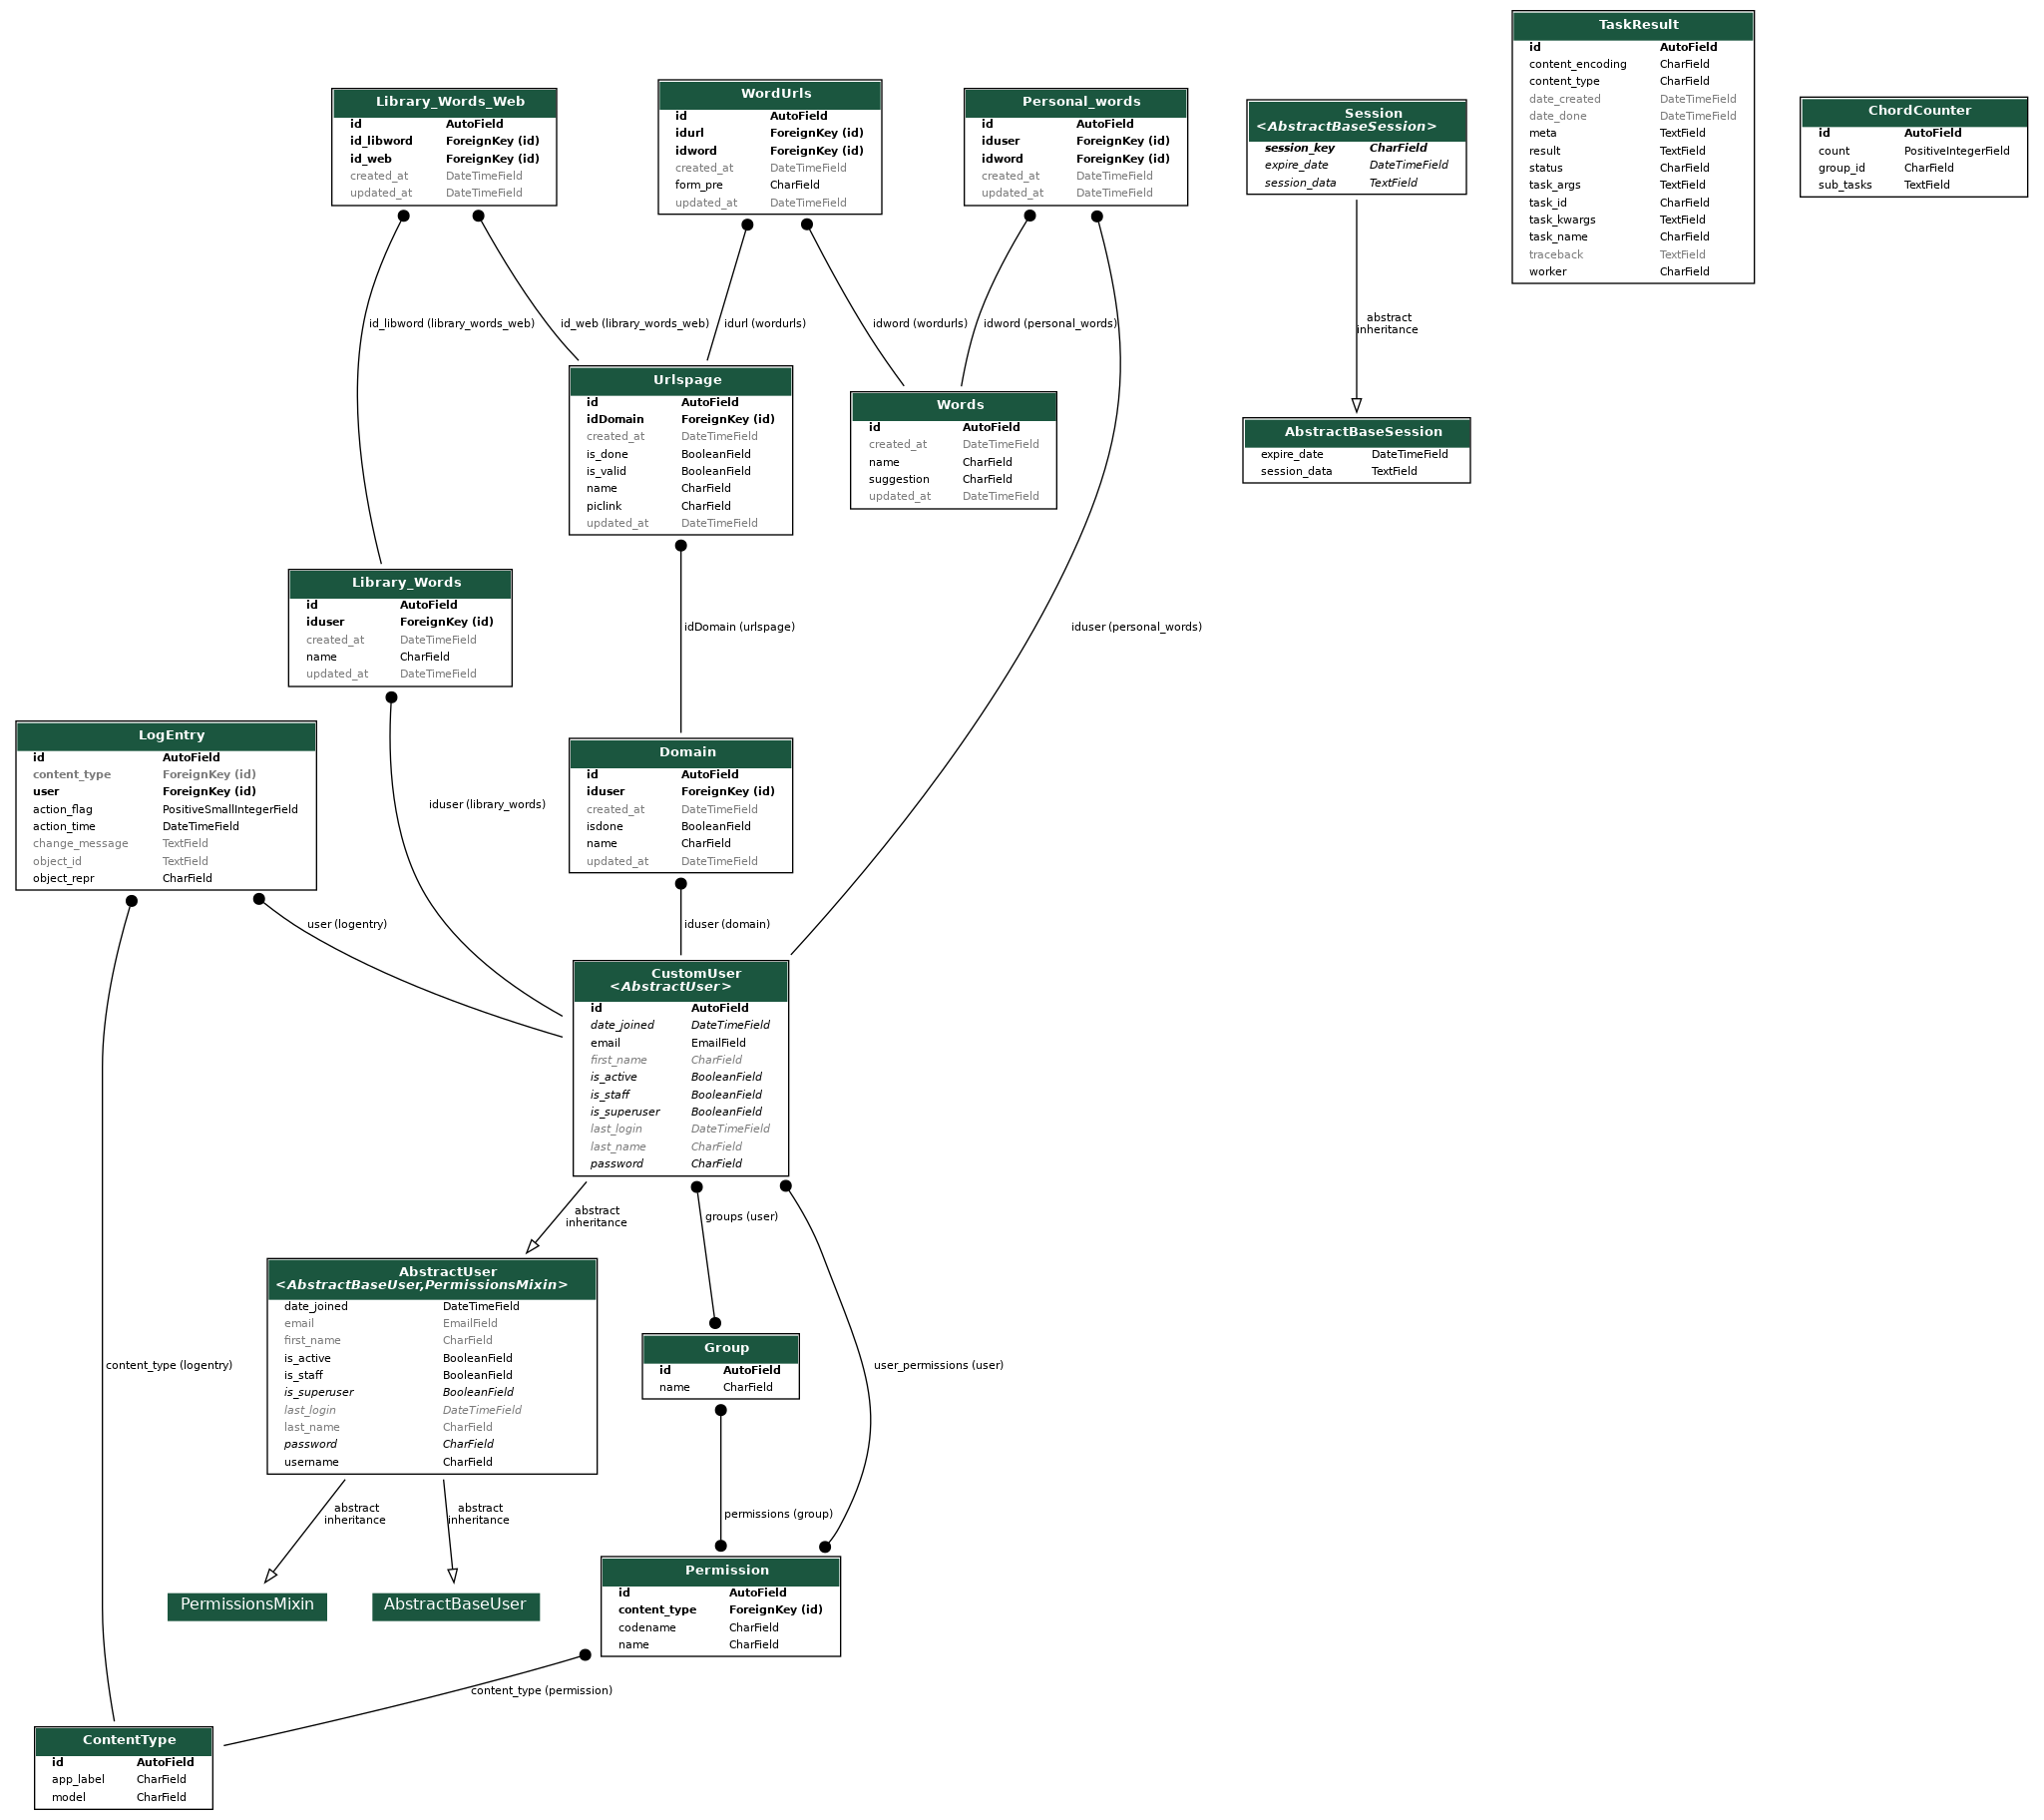 TaskResult
id AutoField
content_encoding CharField
content_type CharField
date_created DateTimeField
date_done DateTimeField
meta TextField
result TextField
status CharField
task_args TextField
task_id CharField
task_kwargs TextField
task_name CharField
traceback TextField
worker CharField
Library_Words_Web
id AutoField
id_libword ForeignKey (id)
id_web ForeignKey (id)
created_at DateTimeField
updated_at DateTimeField
WordUrls
id AutoField
idurl ForeignKey (id)
idword ForeignKey (id)
created_at DateTimeField
form_pre CharField
updated_at DateTimeField
Personal_words
id AutoField
iduser ForeignKey (id)
idword ForeignKey (id)
created_at DateTimeField
updated_at DateTimeField
Session
<AbstractBaseSession>
session_key CharField
expire_date DateTimeField
session_data TextField
ChordCounter
id AutoField
count PositiveIntegerField
group_id CharField
sub_tasks TextField
id_libword (library_words_web)
id_web (library_words_web)
idurl (wordurls)
idword (wordurls)
idword (personal_words)
abstract
inheritance
Urlspage
id AutoField
idDomain ForeignKey (id)
created_at DateTimeField
is_done BooleanField
is_valid BooleanField
name CharField
piclink CharField
updated_at DateTimeField
Words
id AutoField
created_at DateTimeField
name CharField
suggestion CharField
updated_at DateTimeField
AbstractBaseSession
expire_date DateTimeField
session_data TextField
Library_Words
id AutoField
iduser ForeignKey (id)
created_at DateTimeField
name CharField
updated_at DateTimeField
idDomain (urlspage)
iduser (personal_words)
LogEntry
id AutoField
content_type ForeignKey (id)
user ForeignKey (id)
action_flag PositiveSmallIntegerField
action_time DateTimeField
change_message TextField
object_id TextField
object_repr CharField
iduser (library_words)
Domain
id AutoField
iduser ForeignKey (id)
created_at DateTimeField
isdone BooleanField
name CharField
updated_at DateTimeField
user (logentry)
iduser (domain)
CustomUser
<AbstractUser>
id AutoField
date_joined DateTimeField
email EmailField
first_name CharField
is_active BooleanField
is_staff BooleanField
is_superuser BooleanField
last_login DateTimeField
last_name CharField
password CharField
abstract
inheritance
groups (user)
AbstractUser
<AbstractBaseUser,PermissionsMixin>
date_joined DateTimeField
email EmailField
first_name CharField
is_active BooleanField
is_staff BooleanField
is_superuser BooleanField
last_login DateTimeField
last_name CharField
password CharField
username CharField
Group
id AutoField
name CharField
content_type (logentry)
user_permissions (user)
abstract
inheritance
abstract
inheritance
permissions (group)
PermissionsMixin
AbstractBaseUser
Permission
id AutoField
content_type ForeignKey (id)
codename CharField
name CharField
content_type (permission)
ContentType
id AutoField
app_label CharField
model CharField